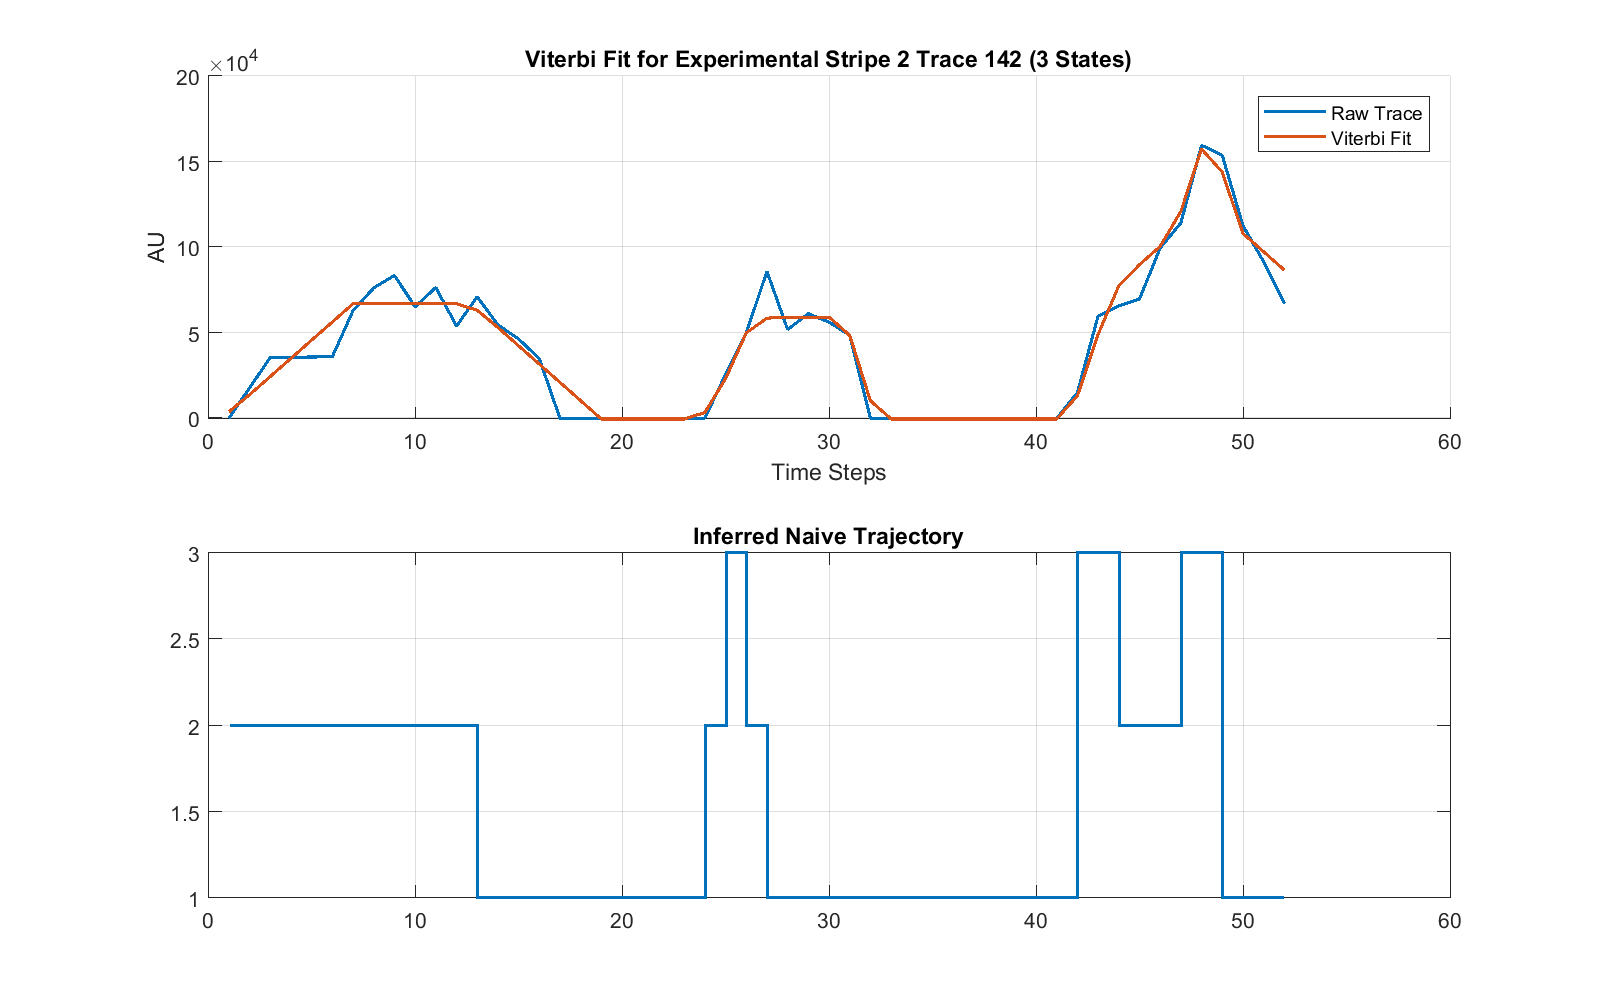 Viterbi Fit for Experimental Stripe 2 Trace 142 (3 States)
×10^4
20
15
10
5
0
AU
Raw Trace
Viterbi Fit
0 10 20 30 40 50 60
Time Steps
Inferred Naive Trajectory
3
2.5
2
1.5
1
0 10 20 30 40 50 60